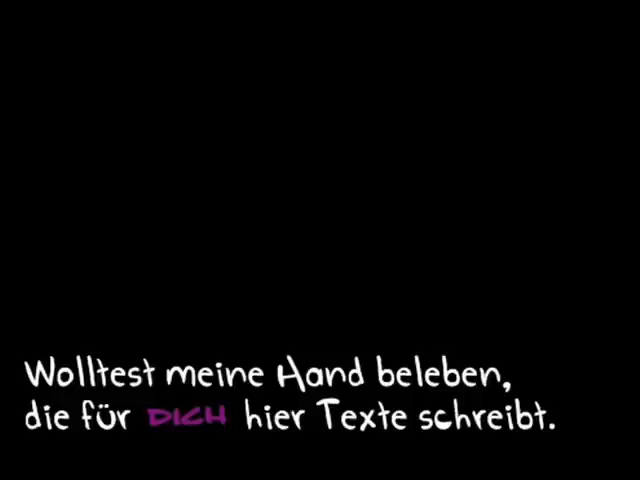 Wolltest meine Hand beleben,
die für DICH hier Texte schreibt.